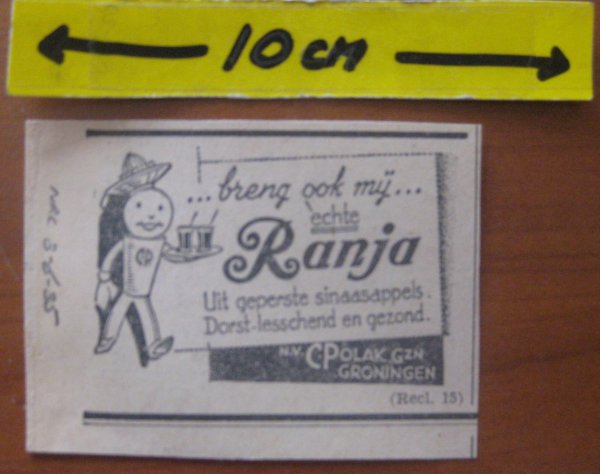 10 cm
... breng ook mij...
echte
Ranja
Uit geperste sinaasappels.
Dorst-lesschend en gezond.
N.V. C. POLAK GZN
GRONINGEN
(Recl. 15)
CP